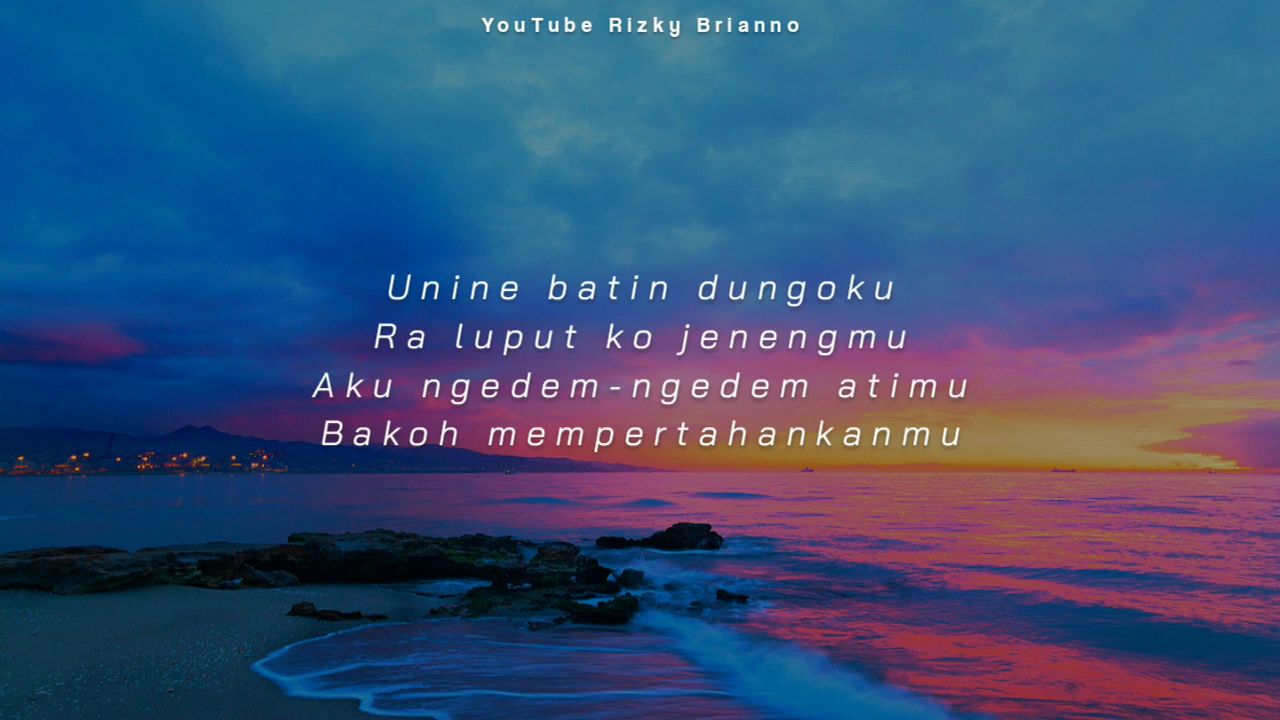 YouTube Rizky Brianno
Unine batin dungoku
Ra luput ko jenengmu
Aku ngedem-ngedem atimu
Bakoh mempertahankanmu